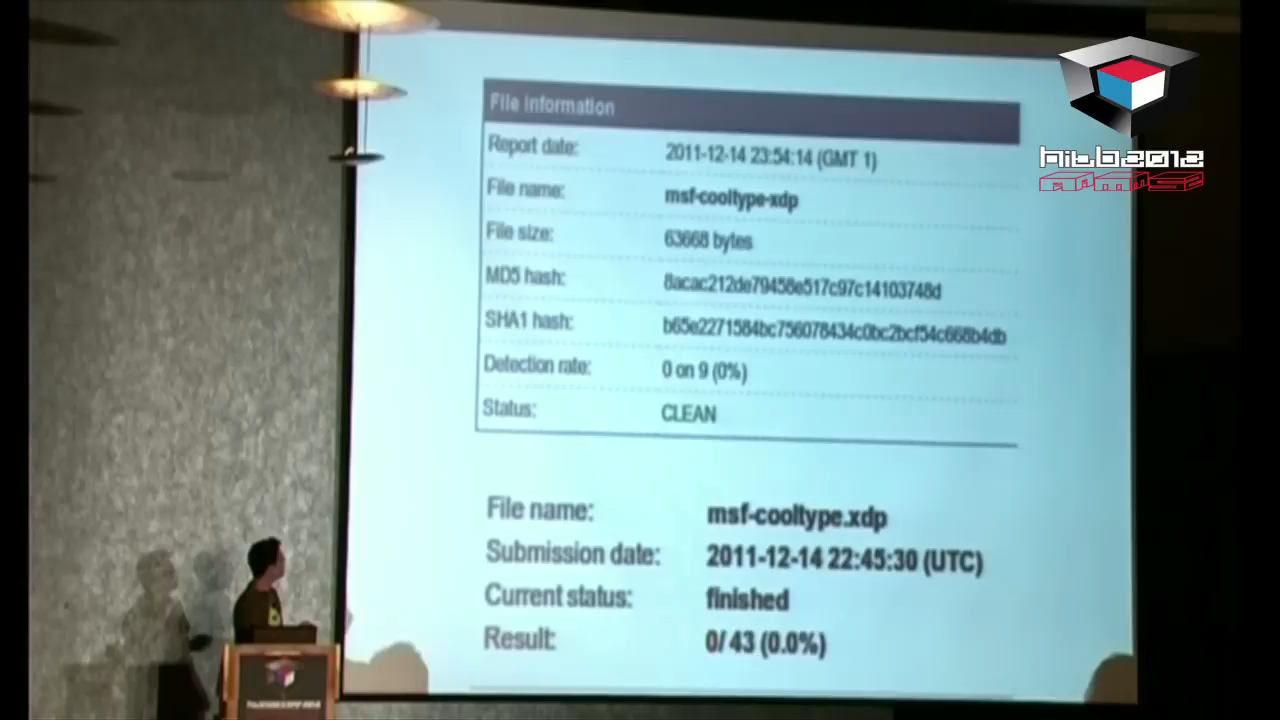 File information
Report date: 2011-12-14 23:54:14 (GMT 1)
File name: msf-cooltype-xdp
File size: 63668 bytes
MD5 hash: 8acac212de79458e517c97c14103748d
SHA1 hash: b65e2271584bc756078434c0bc2bcf54c668b4db
Detection rate: 0 on 9 (0%)
Status: CLEAN
File name: msf-cooltype.xdp
Submission date: 2011-12-14 22:45:30 (UTC)
Current status: finished
Result: 0/ 43 (0.0%)
HITB2012
AMS